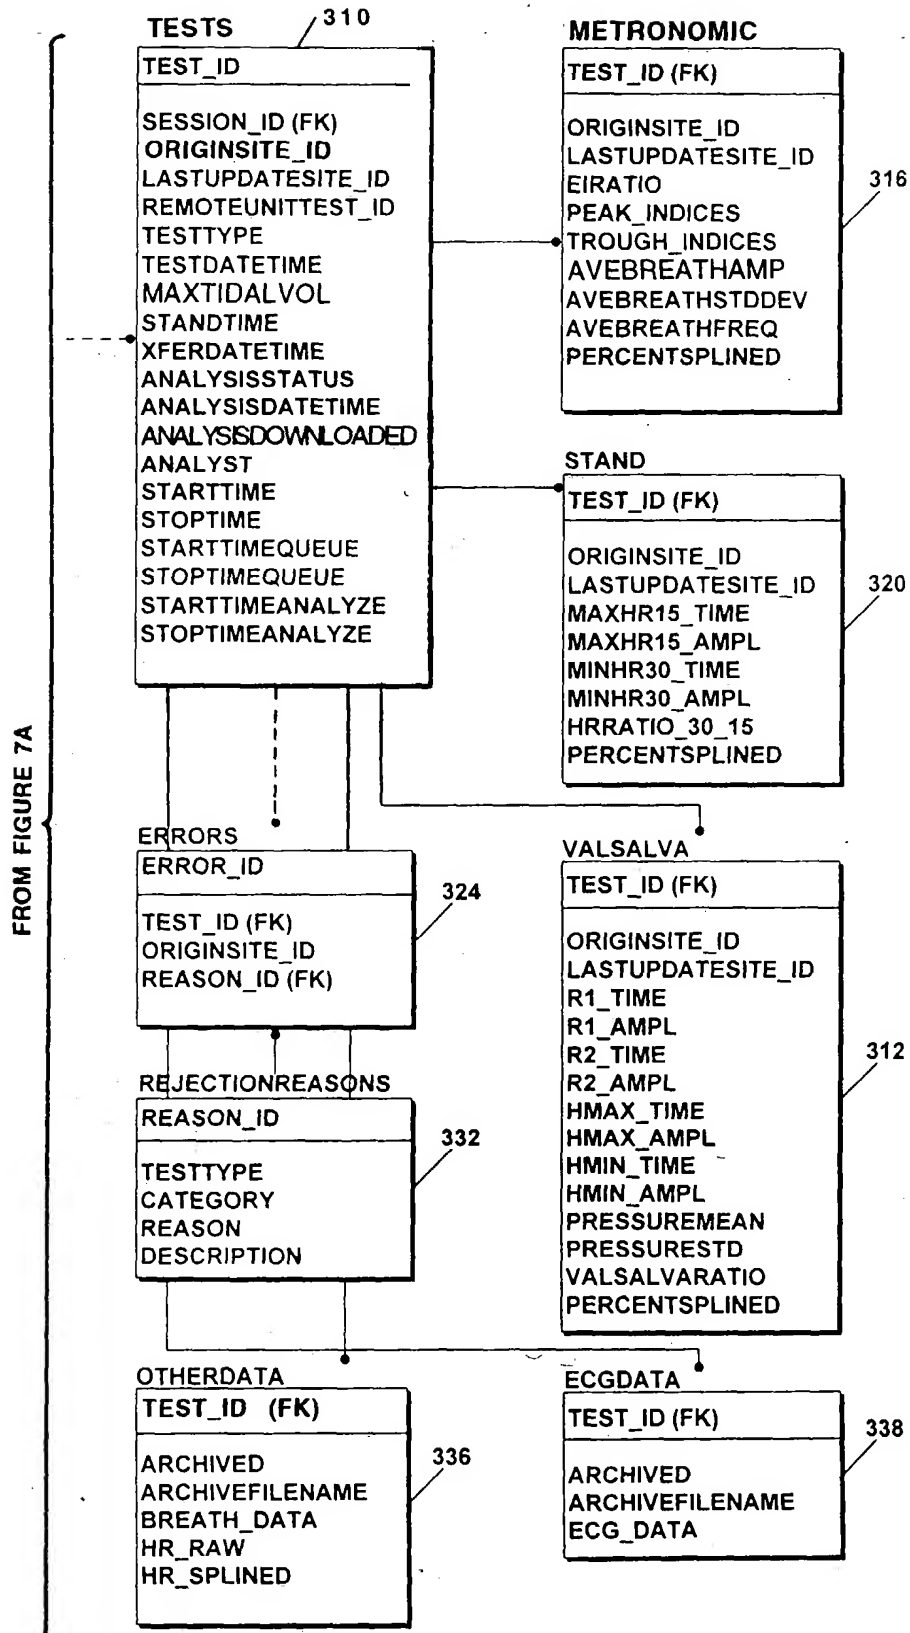 FROM FIGURE 7A
TESTS
310
TEST_ID
SESSION_ID (FK)
ORIGINSITE_ID
LASTUPDATESITE_ID
REMOTEUNITTEST_ID
TESTTYPE
TESTDATETIME
MAXTIDALVOL
STANDTIME
XFERDATETIME
ANALYSISSTATUS
ANALYSISDATETIME
ANALYSISDOWNLOADED
ANALYST
STARTTIME
STOPTIME
STARTTIMEQUEUE
STOPTIMEQUEUE
STARTTIMEANALYZE
STOPTIMEANALYZE
METRONOMIC
TEST_ID (FK)
ORIGINSITE_ID
LASTUPDATESITE_ID
EIRATIO
PEAK_INDICES
TROUGH_INDICES
AVEBREATHAMP
AVEBREATHSTDDEV
AVEBREATHFREQ
PERCENTSPLINED
316
STAND
TEST_ID (FK)
ORIGINSITE_ID
LASTUPDATESITE_ID
MAXHR15_TIME
MAXHR15_AMPL
MINHR30_TIME
MINHR30_AMPL
HRRATIO_30_15
PERCENTSPLINED
320
ERRORS
ERROR_ID
TEST_ID (FK)
ORIGINSITE_ID
REASON_ID (FK)
324
REJECTIONREASONS
REASON_ID
TESTTYPE
CATEGORY
REASON
DESCRIPTION
332
VALSALVA
TEST_ID (FK)
ORIGINSITE_ID
LASTUPDATESITE_ID
R1_TIME
R1_AMPL
R2_TIME
R2_AMPL
HMAX_TIME
HMAX_AMPL
HMIN_TIME
HMIN_AMPL
PRESSUREMEAN
PRESSURESTD
VALSALVARATIO
PERCENTSPLINED
312
OTHERDATA
TEST_ID (FK)
ARCHIVED
ARCHIVEFILENAME
BREATH_DATA
HR_RAW
HR_SPLINED
336
ECGDATA
TEST_ID (FK)
ARCHIVED
ARCHIVEFILENAME
ECG_DATA
338